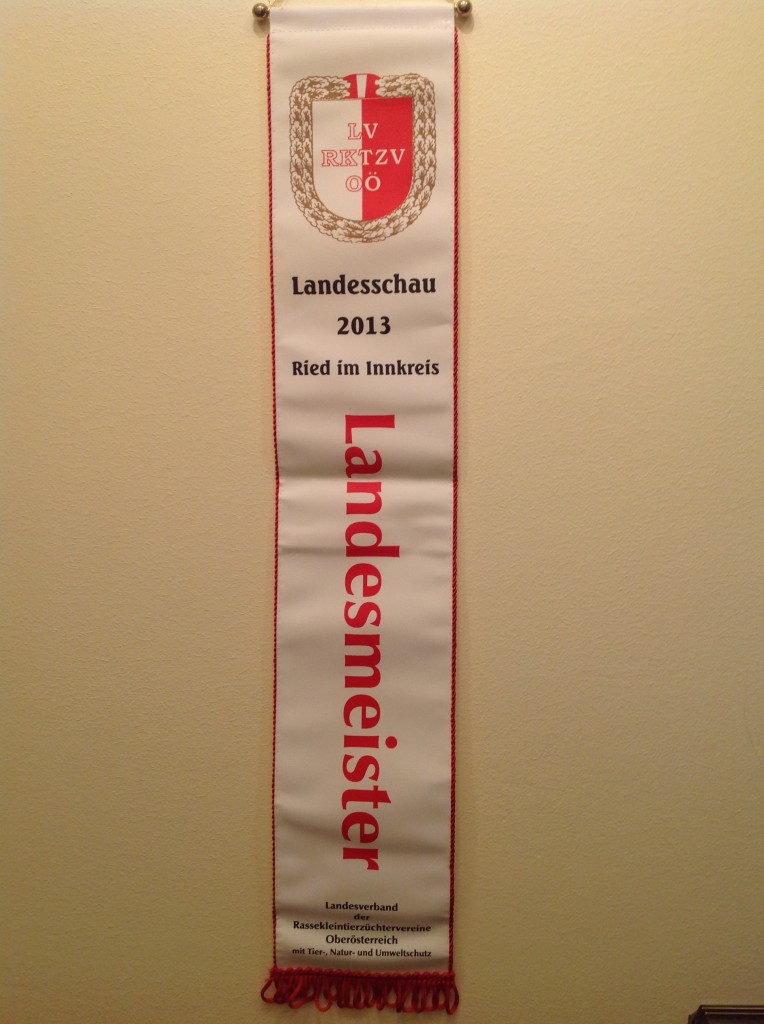 LV
RKTZV
OÖ
Landesschau
2013
Ried im Innkreis
Landesmeister
Landesverband
der
Rassekleintierzüchtervereine
Oberösterreich
mit Tier-, Natur- und Umweltschutz